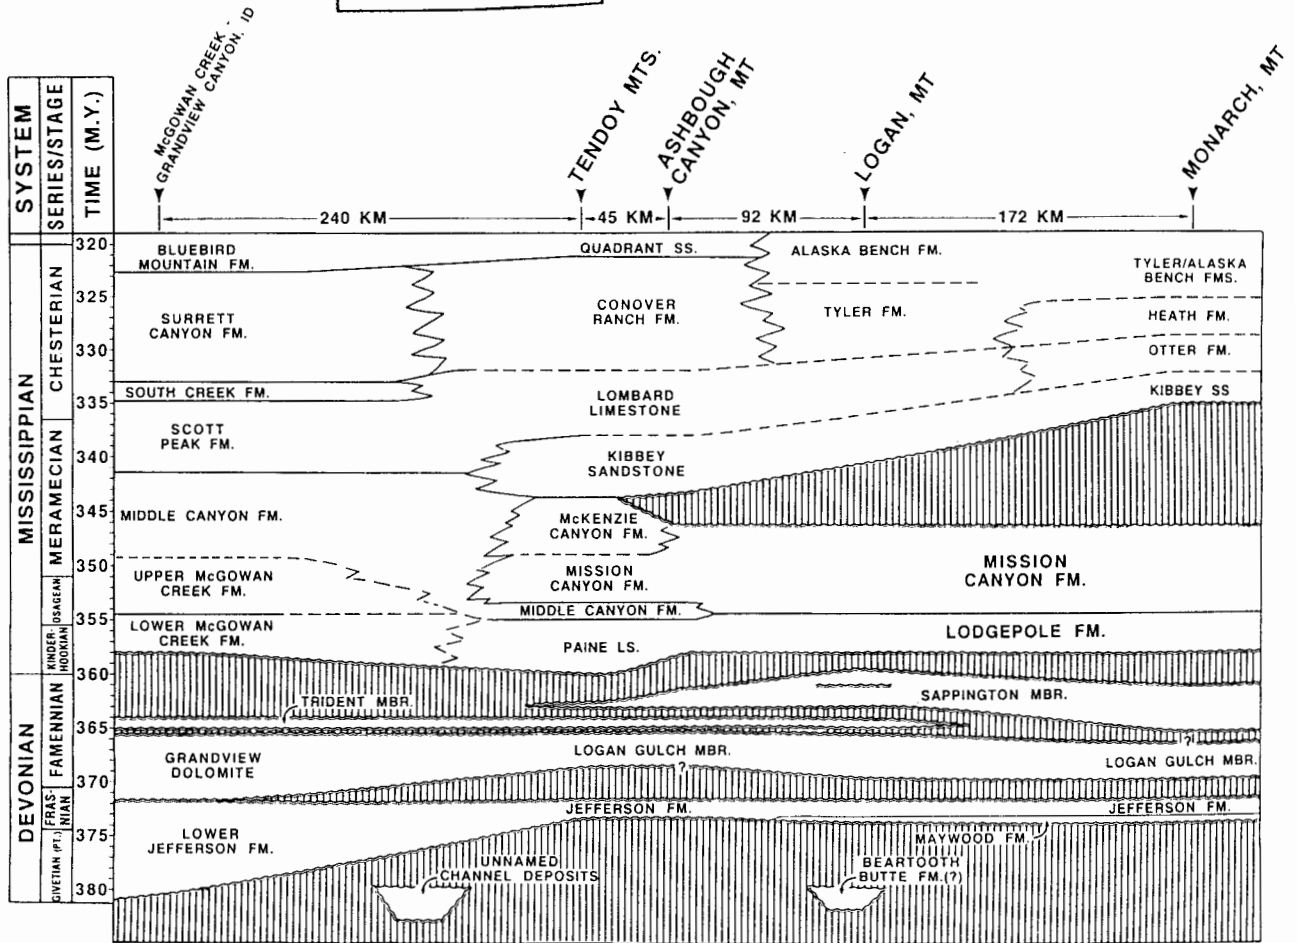 McGOWAN CREEK -
GRANDVIEW CANYON, ID
TENDOY MTS.
ASHBOUGH
CANYON, MT
LOGAN, MT
MONARCH, MT
SYSTEM
SERIES/STAGE
TIME (M.Y.)
240 KM
45 KM
92 KM
172 KM
MISSISSIPPIAN
DEVONIAN
CHESTERIAN
MERAMECIAN
OSAGEAN
KINDER-
HOOKIAN
FAMENNIAN
FRAS-
NIAN
GIVETIAN (PT.)
320
325
330
335
340
345
350
355
360
365
370
375
380
BLUEBIRD
MOUNTAIN FM.
QUADRANT SS.
ALASKA BENCH FM.
TYLER/ALASKA
BENCH FMS.
SURRETT
CANYON FM.
CONOVER
RANCH FM.
TYLER FM.
HEATH FM.
OTTER FM.
SOUTH CREEK FM.
LOMBARD
LIMESTONE
KIBBEY SS
SCOTT
PEAK FM.
KIBBEY
SANDSTONE
MIDDLE CANYON FM.
McKENZIE
CANYON FM.
UPPER McGOWAN
CREEK FM.
MISSION
CANYON FM.
MISSION
CANYON FM.
MIDDLE CANYON FM.
LOWER McGOWAN
CREEK FM.
PAINE LS.
LODGEPOLE FM.
TRIDENT MBR.
SAPPINGTON MBR.
?
GRANDVIEW
DOLOMITE
LOGAN GULCH MBR.
?
LOGAN GULCH MBR.
JEFFERSON FM.
JEFFERSON FM.
LOWER
JEFFERSON FM.
MAYWOOD FM.
UNNAMED
CHANNEL DEPOSITS
BEARTOOTH
BUTTE FM.(?)